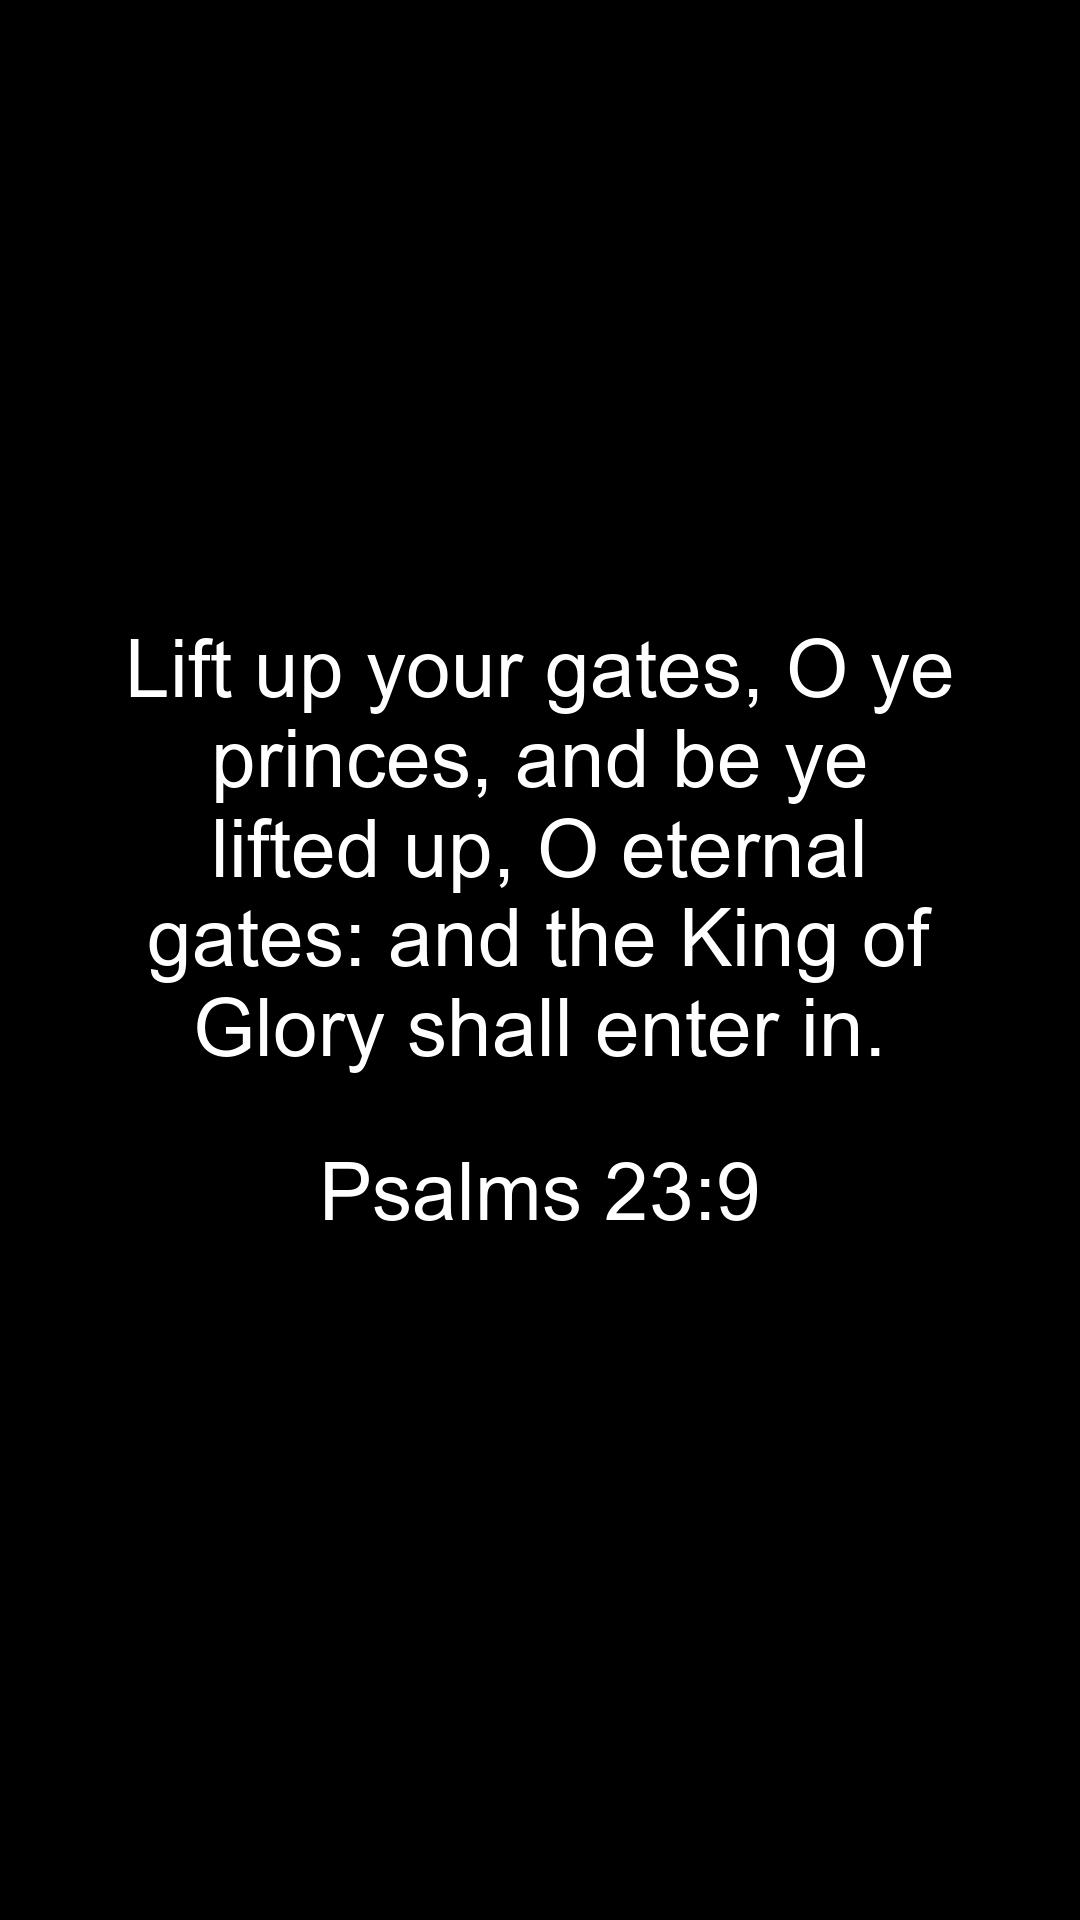 Lift up your gates, O ye
princes, and be ye
lifted up, O eternal
gates: and the King of
Glory shall enter in.
Psalms 23:9